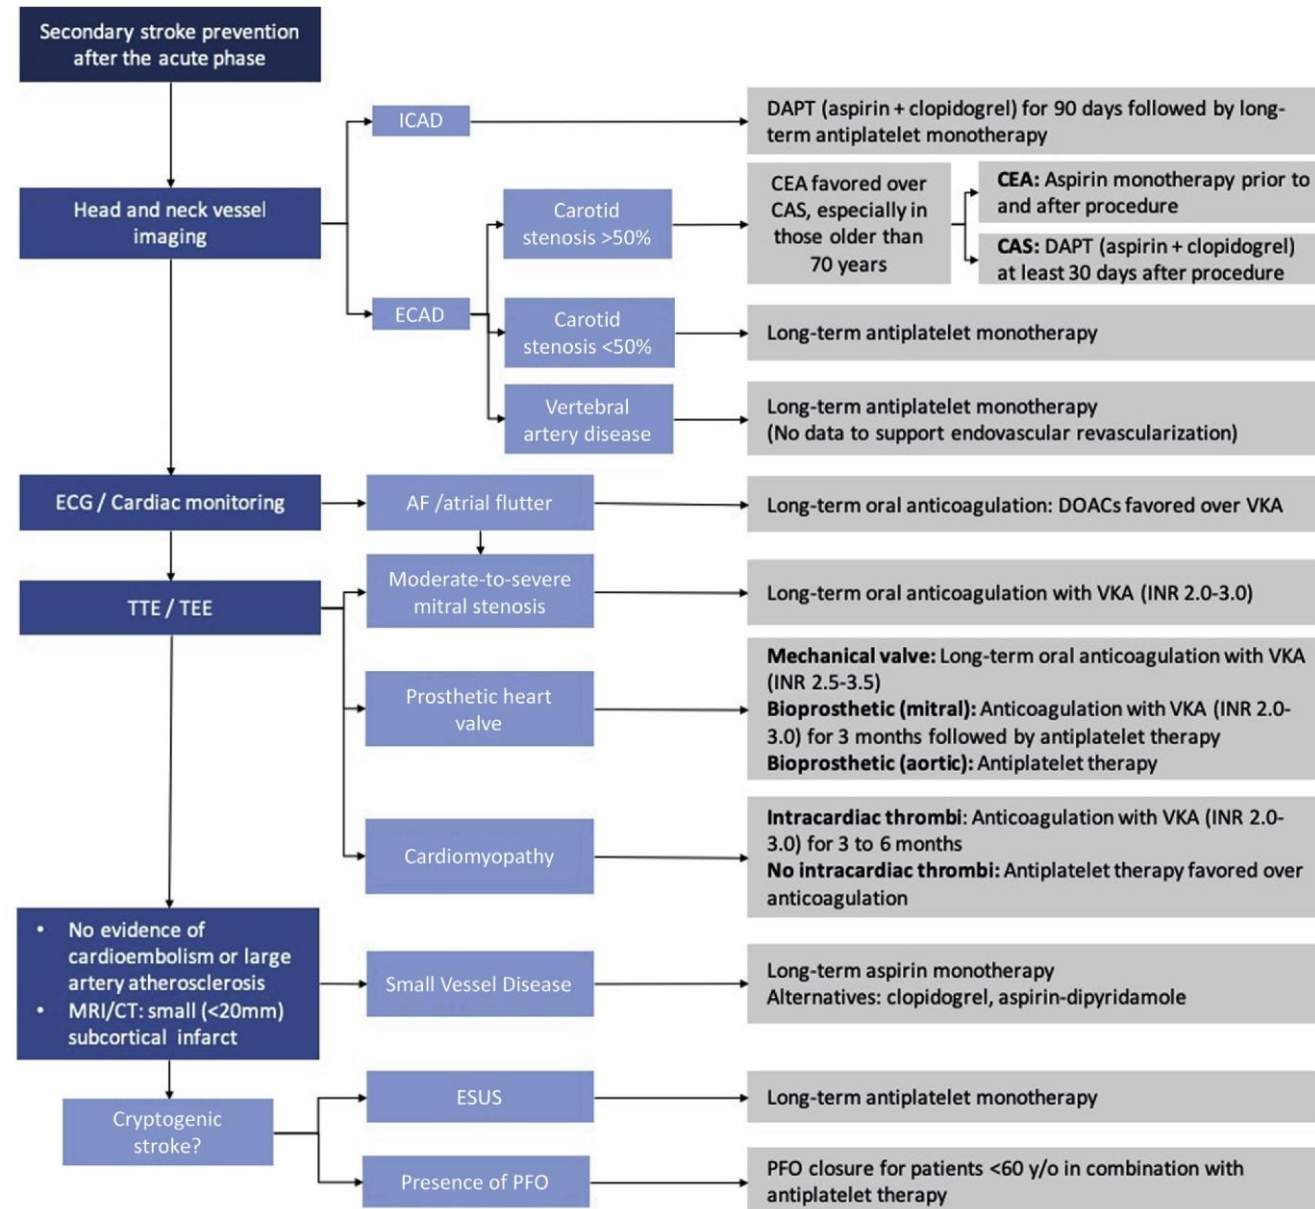 Secondary stroke prevention
after the acute phase
ICAD
DAPT (aspirin + clopidogrel) for 90 days followed by long-
term antiplatelet monotherapy
Head and neck vessel
imaging
Carotid
stenosis >50%
CEA favored over
CAS, especially in
those older than
70 years
CEA: Aspirin monotherapy prior to
and after procedure
CAS: DAPT (aspirin + clopidogrel)
at least 30 days after procedure
ECAD
Carotid
stenosis <50%
Long-term antiplatelet monotherapy
Vertebral
artery disease
Long-term antiplatelet monotherapy
(No data to support endovascular revascularization)
ECG / Cardiac monitoring
AF /atrial flutter
Long-term oral anticoagulation: DOACs favored over VKA
TTE / TEE
Moderate-to-severe
mitral stenosis
Long-term oral anticoagulation with VKA (INR 2.0-3.0)
Prosthetic heart
valve
Mechanical valve: Long-term oral anticoagulation with VKA
(INR 2.5-3.5)
Bioprosthetic (mitral): Anticoagulation with VKA (INR 2.0-
3.0) for 3 months followed by antiplatelet therapy
Bioprosthetic (aortic): Antiplatelet therapy
Cardiomyopathy
Intracardiac thrombi: Anticoagulation with VKA (INR 2.0-
3.0) for 3 to 6 months
No intracardiac thrombi: Antiplatelet therapy favored over
anticoagulation
• No evidence of
cardioembolism or large
artery atherosclerosis
• MRI/CT: small (<20mm)
subcortical infarct
Small Vessel Disease
Long-term aspirin monotherapy
Alternatives: clopidogrel, aspirin-dipyridamole
Cryptogenic
stroke?
ESUS
Long-term antiplatelet monotherapy
Presence of PFO
PFO closure for patients <60 y/o in combination with
antiplatelet therapy